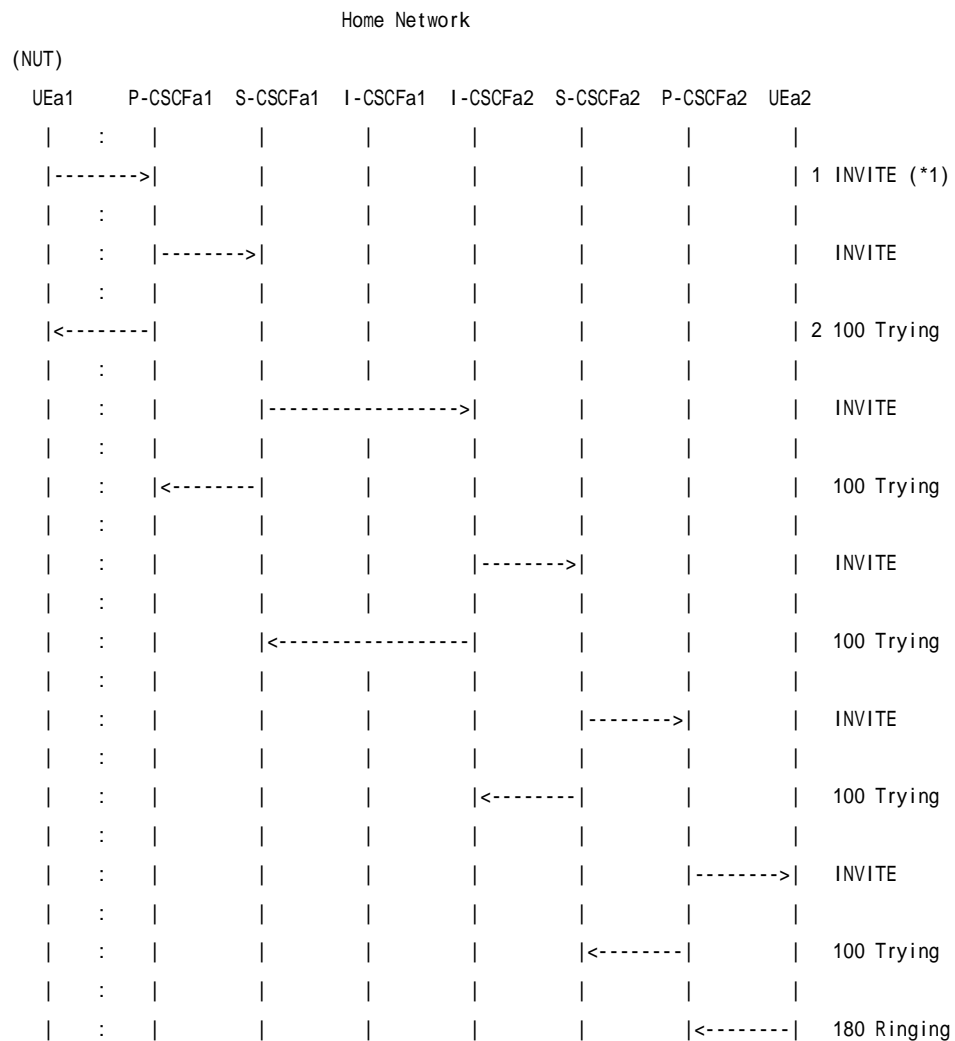 Home Network
(NUT)
UEa1 P-CSCFa1 S-CSCFa1 I-CSCFa1 I-CSCFa2 S-CSCFa2 P-CSCFa2 UEa2
| : | | | | | | |
|-------->| | | | | | | 1 INVITE (*1)
| : | | | | | | |
| : |-------->| | | | | | INVITE
| : | | | | | | |
|<--------| | | | | | | 2 100 Trying
| : | | | | | | |
| : | |------------------>| | | | INVITE
| : | | | | | | |
| : |<--------| | | | | | 100 Trying
| : | | | | | | |
| : | | | |-------->| | | INVITE
| : | | | | | | |
| : | |<------------------| | | | 100 Trying
| : | | | | | | |
| : | | | | |-------->| | INVITE
| : | | | | | | |
| : | | | |<--------| | | 100 Trying
| : | | | | | | |
| : | | | | | |-------->| INVITE
| : | | | | | | |
| : | | | | |<--------| | 100 Trying
| : | | | | | | |
| : | | | | | |<--------| 180 Ringing